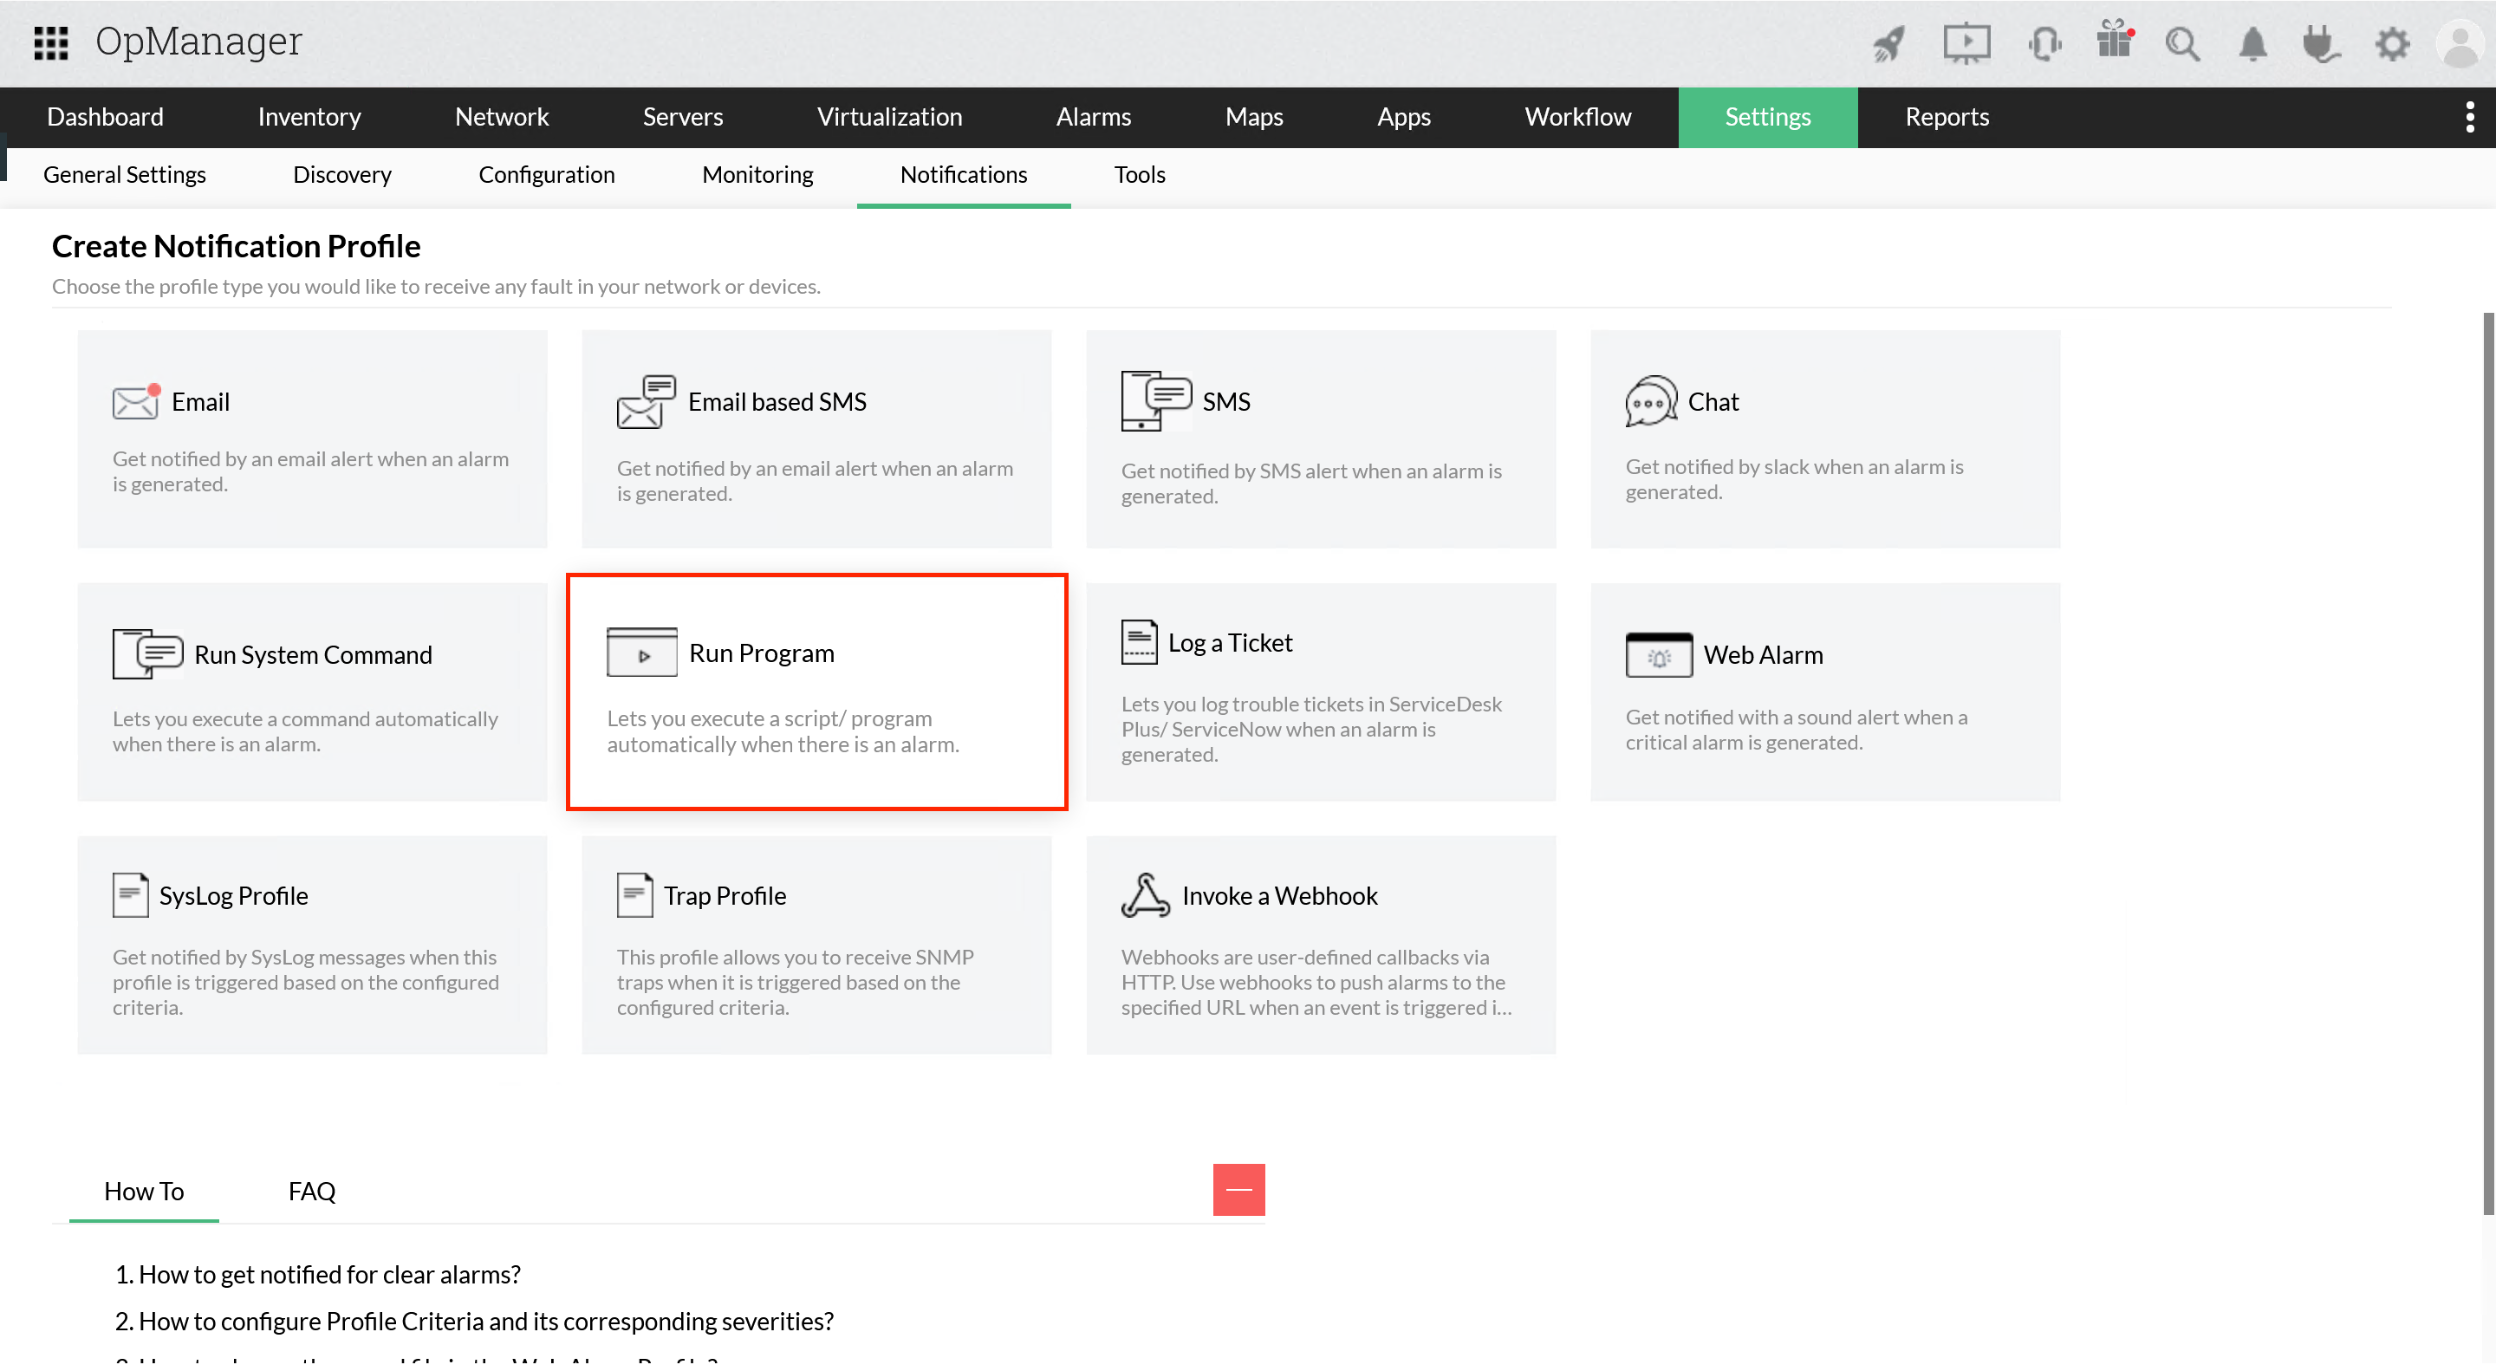 OpManager
Dashboard Inventory Network Servers Virtualization Alarms Maps Apps Workflow Settings Reports
General Settings Discovery Configuration Monitoring Notifications Tools
Create Notification Profile
Choose the profile type you would like to receive any fault in your network or devices.
Email
Get notified by an email alert when an alarm
is generated.
Email based SMS
Get notified by an email alert when an alarm
is generated.
SMS
Get notified by SMS alert when an alarm is
generated.
Chat
Get notified by slack when an alarm is
generated.
Run System Command
Lets you execute a command automatically
when there is an alarm.
Run Program
Lets you execute a script/ program
automatically when there is an alarm.
Log a Ticket
Lets you log trouble tickets in ServiceDesk
Plus/ ServiceNow when an alarm is
generated.
Web Alarm
Get notified with a sound alert when a
critical alarm is generated.
SysLog Profile
Get notified by SysLog messages when this
profile is triggered based on the configured
criteria.
Trap Profile
This profile allows you to receive SNMP
traps when it is triggered based on the
configured criteria.
Invoke a Webhook
Webhooks are user-defined callbacks via
HTTP. Use webhooks to push alarms to the
specified URL when an event is triggered i...
How To FAQ
1. How to get notified for clear alarms?
2. How to configure Profile Criteria and its corresponding severities?